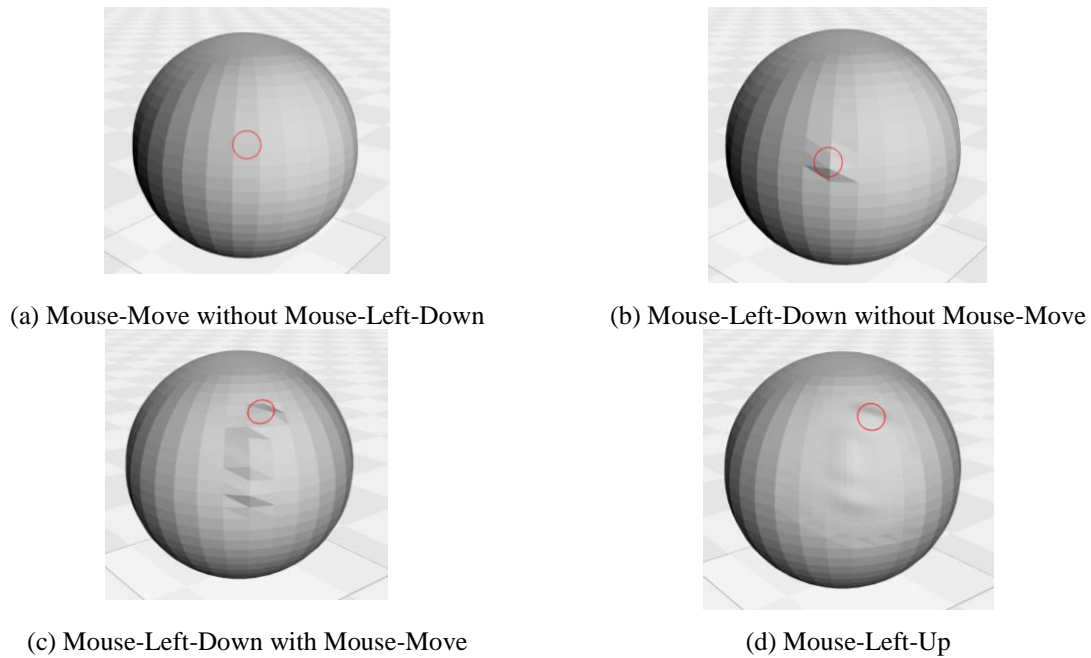 (a) Mouse-Move without Mouse-Left-Down
(b) Mouse-Left-Down without Mouse-Move
(c) Mouse-Left-Down with Mouse-Move
(d) Mouse-Left-Up